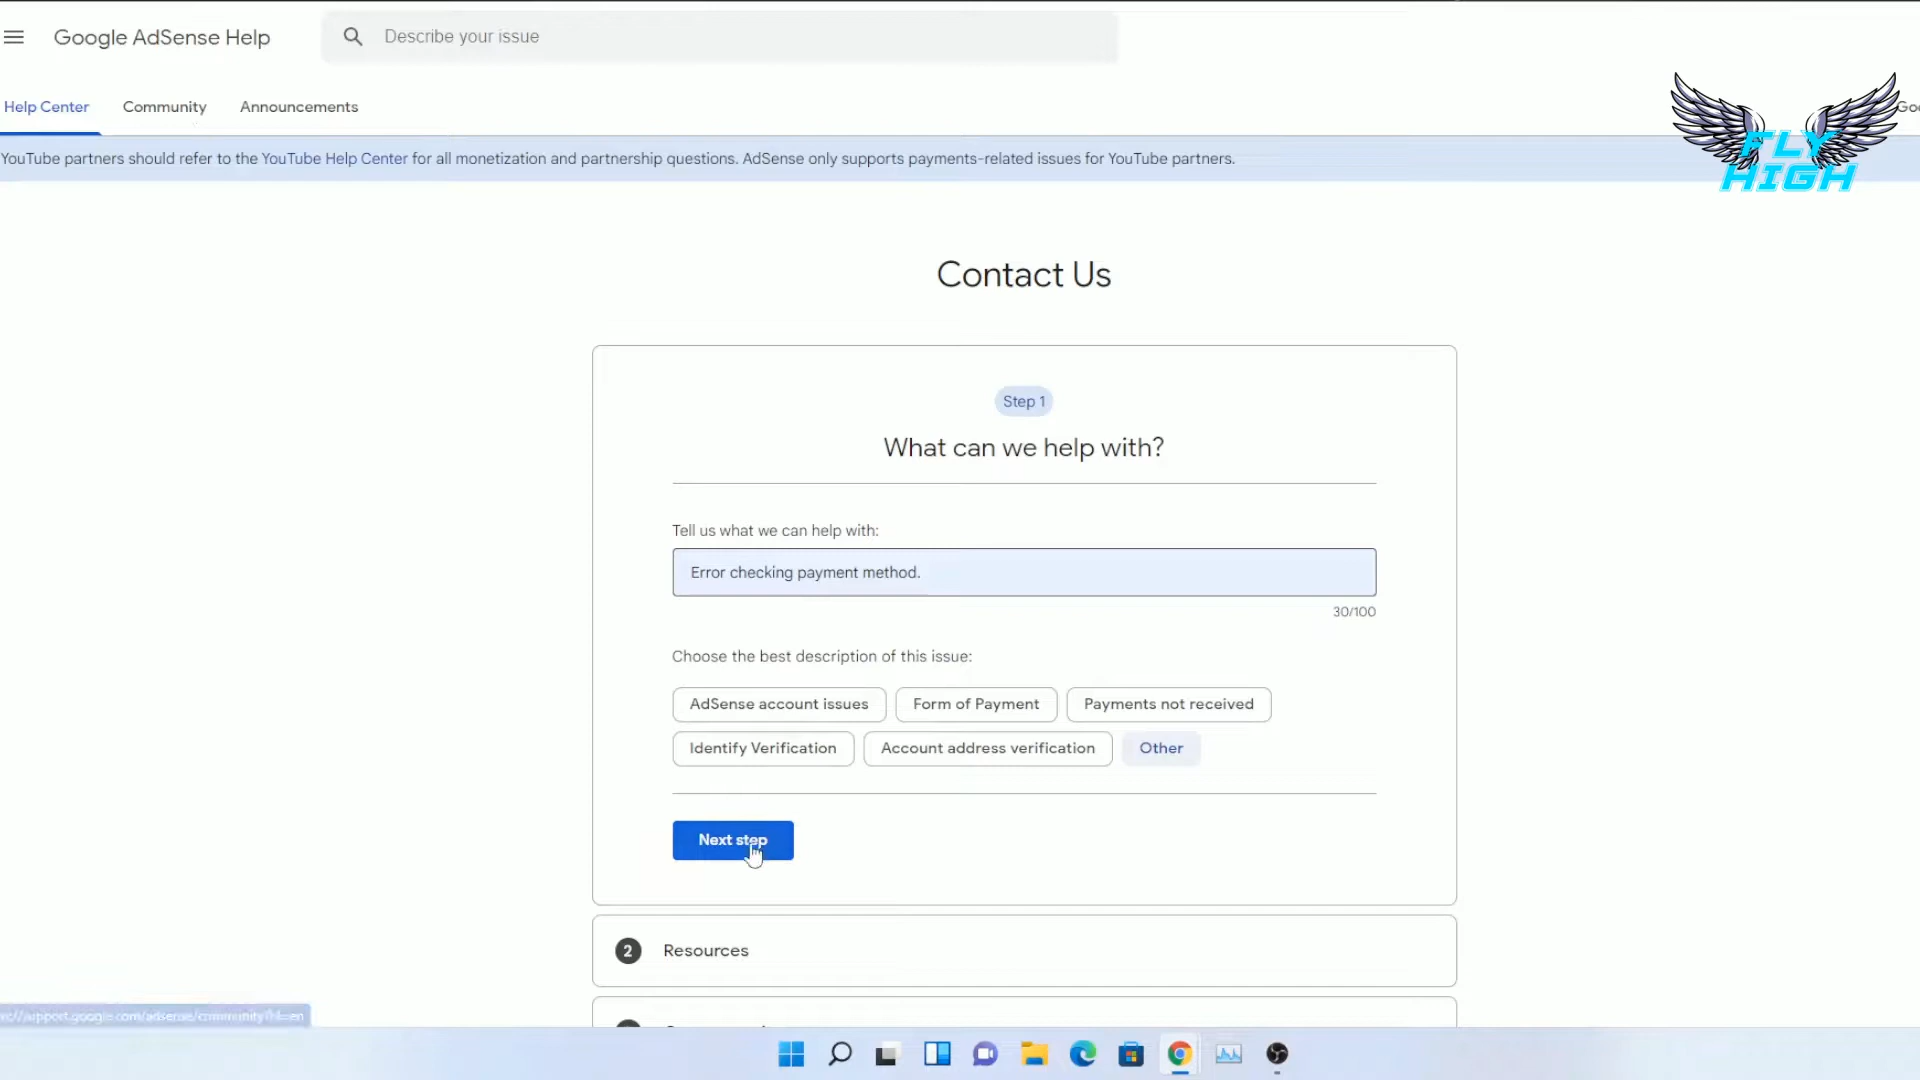 Google AdSense Help
Describe your issue
Help Center
Community
Announcements
YouTube partners should refer to the YouTube Help Center for all monetization and partnership questions. AdSense only supports payments-related issues for YouTube partners.
FLY
HIGH
Contact Us
Step 1
What can we help with?
Tell us what we can help with:
Error checking payment method.
30/100
Choose the best description of this issue:
AdSense account issues
Form of Payment
Payments not received
Identify Verification
Account address verification
Other
Next step
2
Resources